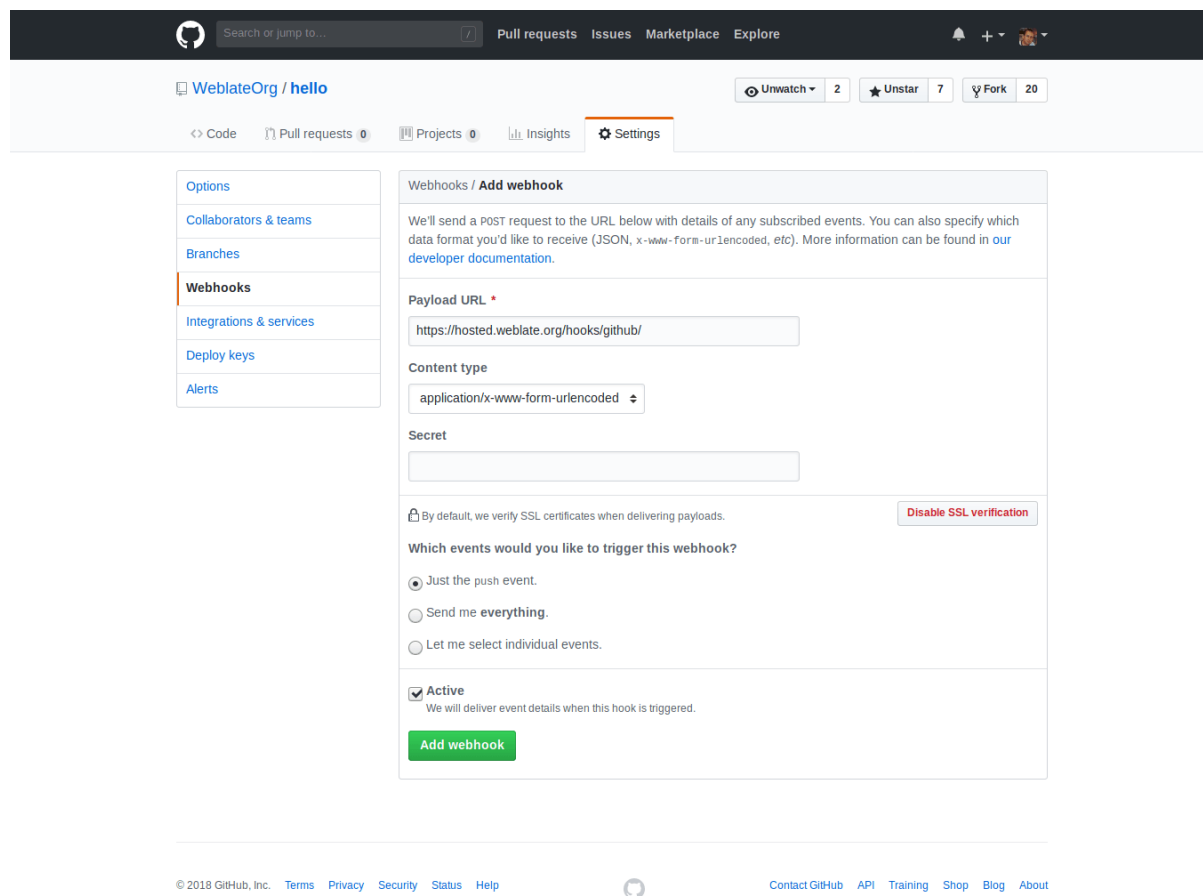 Search or jump to… / Pull requests Issues Marketplace Explore
WeblateOrg / hello Unwatch 2 Unstar 7 Fork 20
Code Pull requests 0 Projects 0 Insights Settings
Options
Collaborators & teams
Branches
Webhooks
Integrations & services
Deploy keys
Alerts
Webhooks / Add webhook
We'll send a POST request to the URL below with details of any subscribed events. You can also specify which
data format you'd like to receive (JSON, x-www-form-urlencoded, etc). More information can be found in our
developer documentation.
Payload URL *
https://hosted.weblate.org/hooks/github/
Content type
application/x-www-form-urlencoded
Secret
By default, we verify SSL certificates when delivering payloads. Disable SSL verification
Which events would you like to trigger this webhook?
Just the push event.
Send me everything.
Let me select individual events.
Active
We will deliver event details when this hook is triggered.
Add webhook
© 2018 GitHub, Inc. Terms Privacy Security Status Help Contact GitHub API Training Shop Blog About